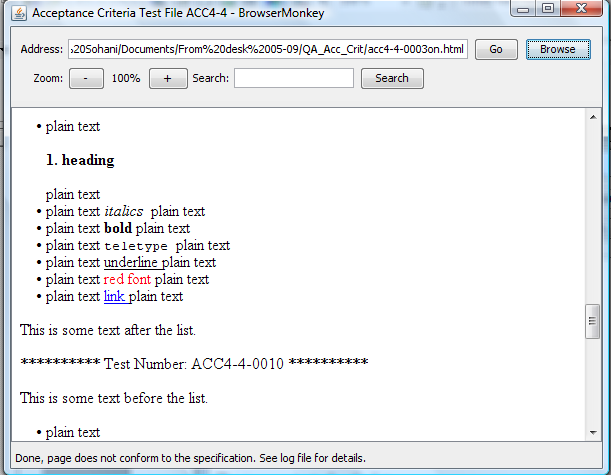 Acceptance Criteria Test File ACC4-4 - BrowserMonkey
Address: %20Sohani/Documents/From%20desk%2005-09/QA_Acc_Crit/acc4-4-0003on.html Go Browse
Zoom: - 100% + Search: Search
• plain text
1. heading
plain text
• plain text italics plain text
• plain text bold plain text
• plain text teletype plain text
• plain text underline plain text
• plain text red font plain text
• plain text link plain text
This is some text after the list.
********** Test Number: ACC4-4-0010 **********
This is some text before the list.
• plain text
Done, page does not conform to the specification. See log file for details.